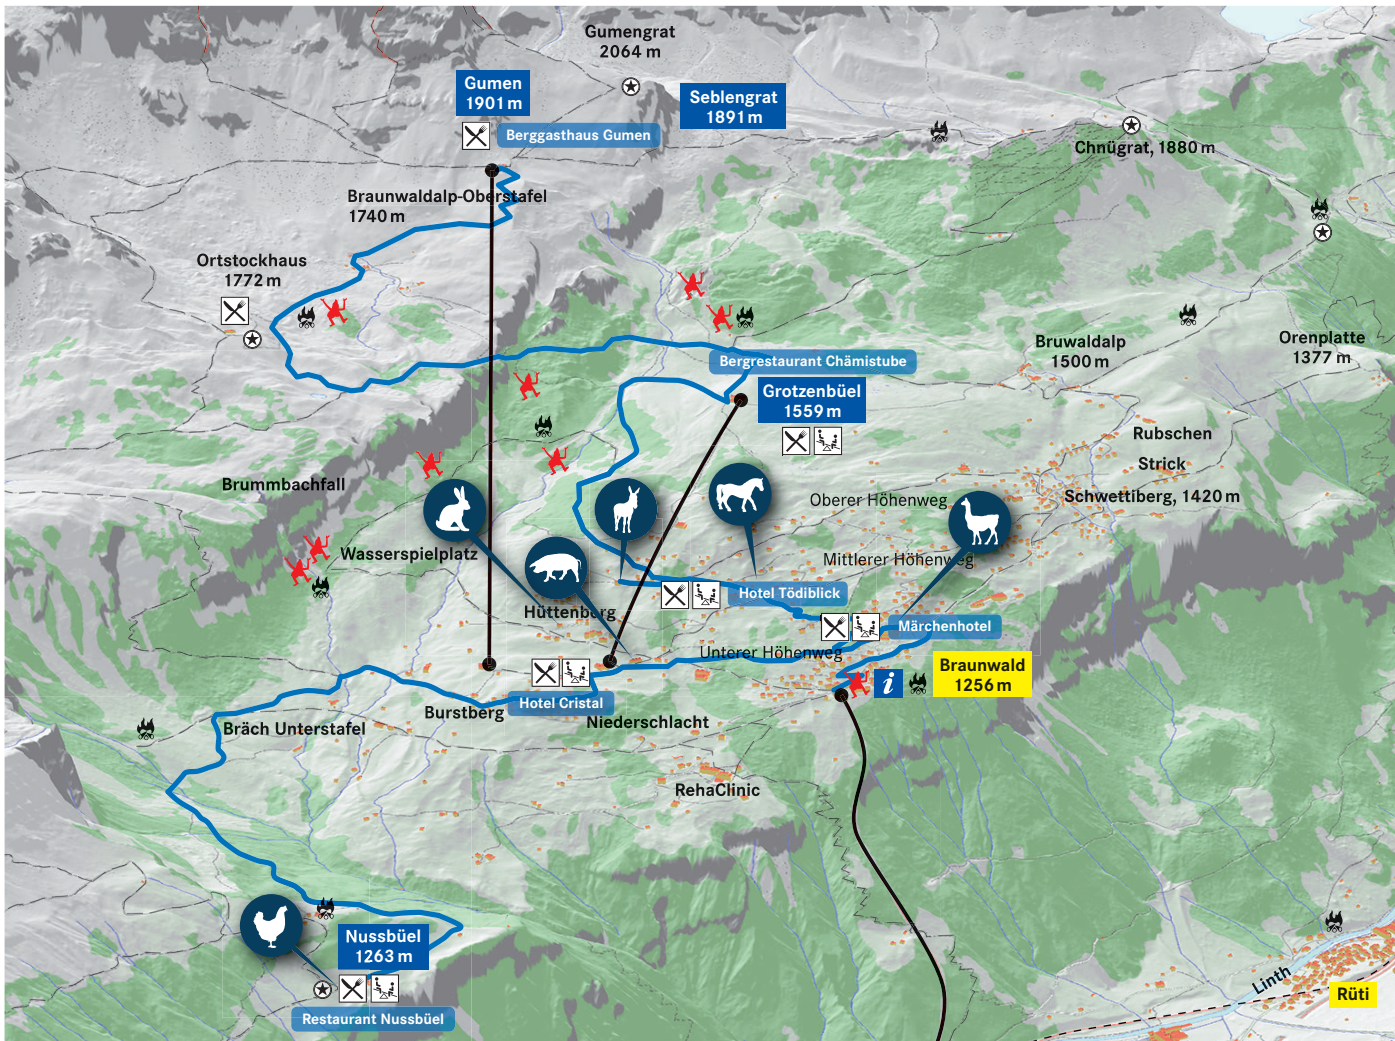 Gumengrat
2064 m
Gumen
1901 m
Seblengrat
1891 m
Berggasthaus Gumen
Chnügrat, 1880 m
Braunwaldalp-Oberstafel
1740 m
Ortstockhaus
1772 m
Bruwaldalp
1500 m
Orenplatte
1377 m
Bergrestaurant Chämistube
Grotzenbüel
1559 m
Rubschen
Strick
Schwettiberg, 1420 m
Brummbachfall
Oberer Höhenweg
Wasserspielplatz
Mittlerer Höhenweg
Hotel Tödiblick
Hüttenberg
Märchenhotel
Unterer Höhenweg
Braunwald
1256 m
i
Hotel Cristal
Burstberg
Niederschlacht
Bräch Unterstafel
RehaClinic
Nussbüel
1263 m
Linth
Rüti
Restaurant Nussbüel